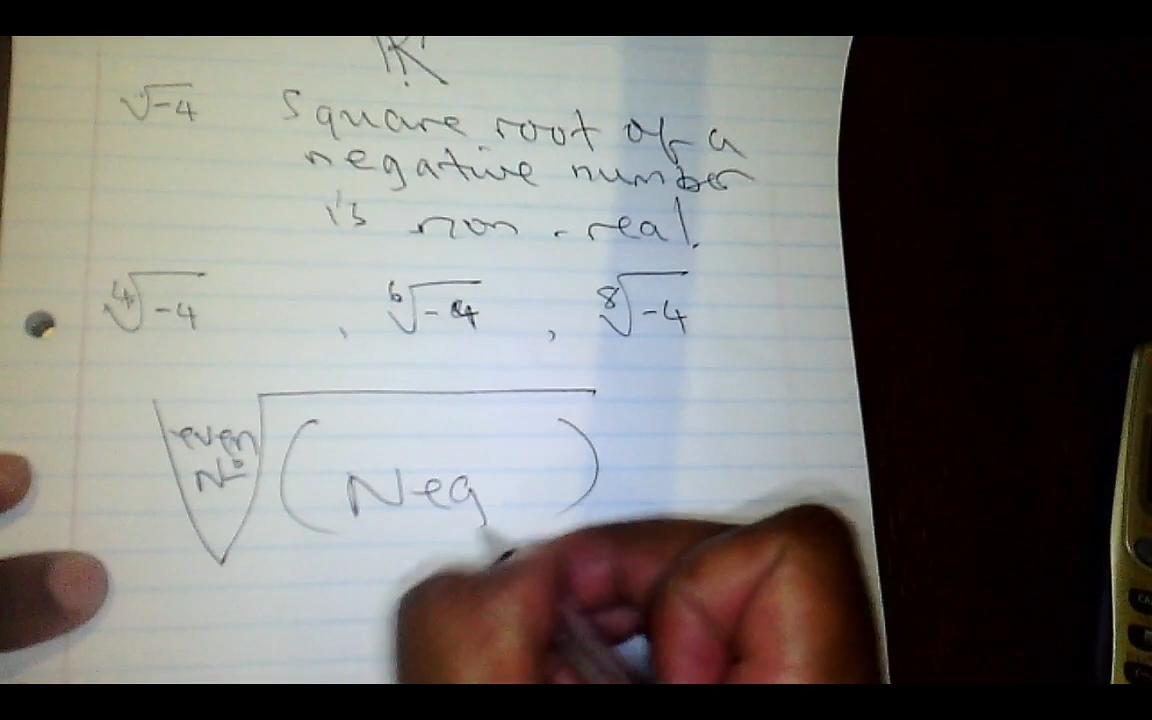 R'
√-4 Square root of a
negative number
is non-real.
⁴√-4 , ⁶√-4 , ⁸√-4
even
Nº
(Neg )